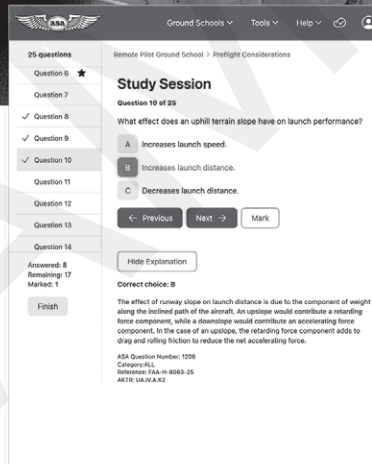 ASA
Ground Schools
Tools
Help
25 questions
Question 6
Question 7
Question 8
Question 9
Question 10
Question 11
Question 12
Question 13
Question 14
Answered: 8
Remaining: 17
Marked: 1
Finish
Remote Pilot Ground School > Preflight Considerations
Study Session
Question 10 of 25
What effect does an uphill terrain slope have on launch performance?
A Increases launch speed.
B Increases launch distance.
C Decreases launch distance.
← Previous
Next →
Mark
Hide Explanation
Correct choice: B
The effect of runway slope on launch distance is due to the component of weight
along the inclined path of the aircraft. An upslope would contribute a retarding
force component, while a downslope would contribute an accelerating force
component. In the case of an upslope, the retarding force component adds to
drag and rolling friction to reduce the net accelerating force.
ASA Question Number: 1206
Category:ALL
Reference: FAA-H-8083-25
AKTR: UA.IV.A.K2